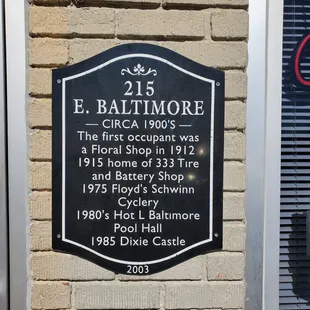 215
E. BALTIMORE
— CIRCA 1900'S —
The first occupant was
a Floral Shop in 1912
1915 home of 333 Tire
and Battery Shop
1975 Floyd's Schwinn
Cyclery
1980's Hot L Baltimore
Pool Hall
1985 Dixie Castle
2003